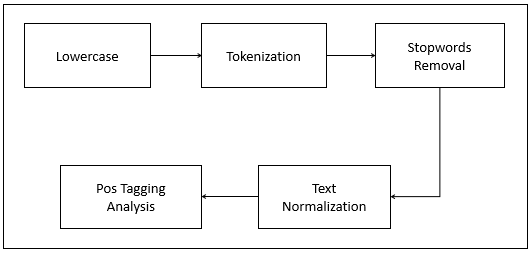 Lowercase
Tokenization
Stopwords
Removal
Text
Normalization
Pos Tagging
Analysis